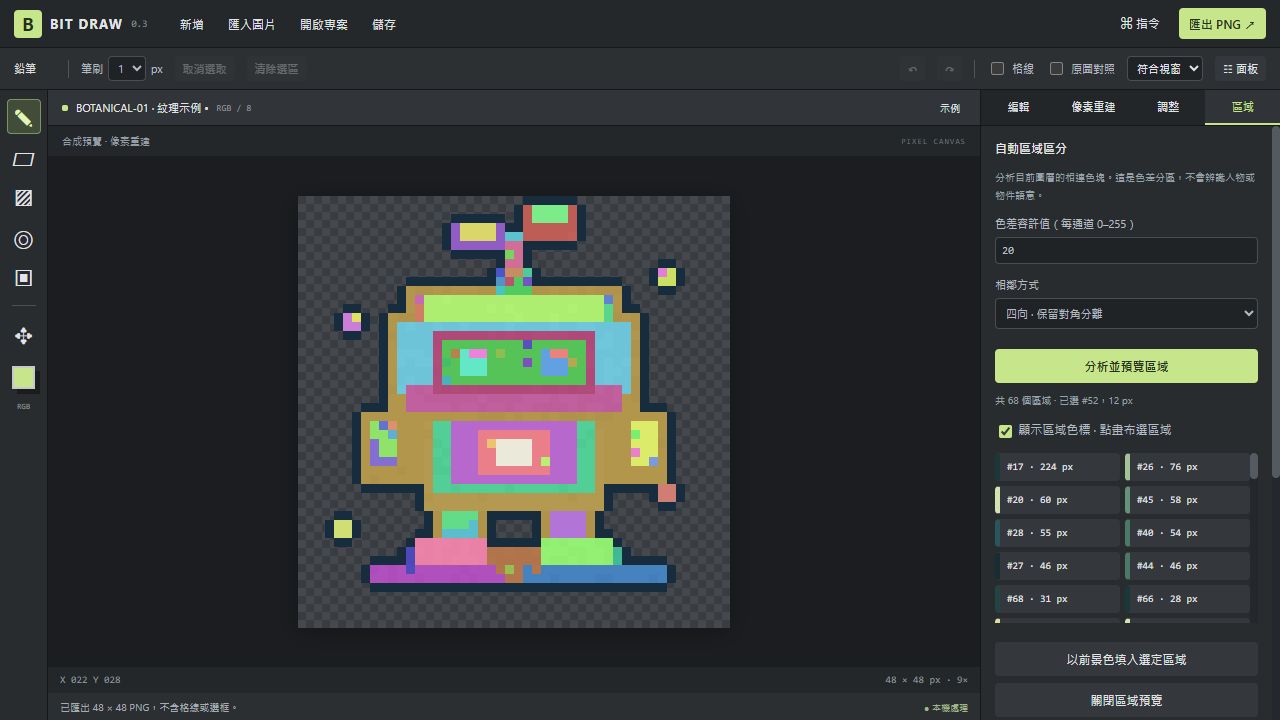 B BIT DRAW 0.3 新增 匯入圖片 開啟專案 儲存 ⌘ 指令 匯出 PNG ↗
鉛筆 筆刷 1 px 取消選取 清除選區 ↶ ↷ 格線 原圖對照 符合視窗 ☷ 面板
BOTANICAL-01 · 紋理示例 • RGB / 8 示例
合成預覽 · 像素重建 PIXEL CANVAS
RGB
X 022 Y 028 48 × 48 px · 9×
已匯出 48 × 48 PNG,不含格線或選框。 ● 本機處理
編輯 像素重建 調整 區域
自動區域區分
分析目前圖層的相連色塊。這是色差分區,不會辨識人物或
物件語意。
色差容許值(每通道 0–255)
20
相鄰方式
四向 · 保留對角分離
分析並預覽區域
共 68 個區域 · 已選 #52,12 px
顯示區域色標 · 點畫布選區域
#17 · 224 px #26 · 76 px
#20 · 60 px #45 · 58 px
#28 · 55 px #40 · 54 px
#27 · 46 px #44 · 46 px
#68 · 31 px #66 · 28 px
以前景色填入選定區域
關閉區域預覽